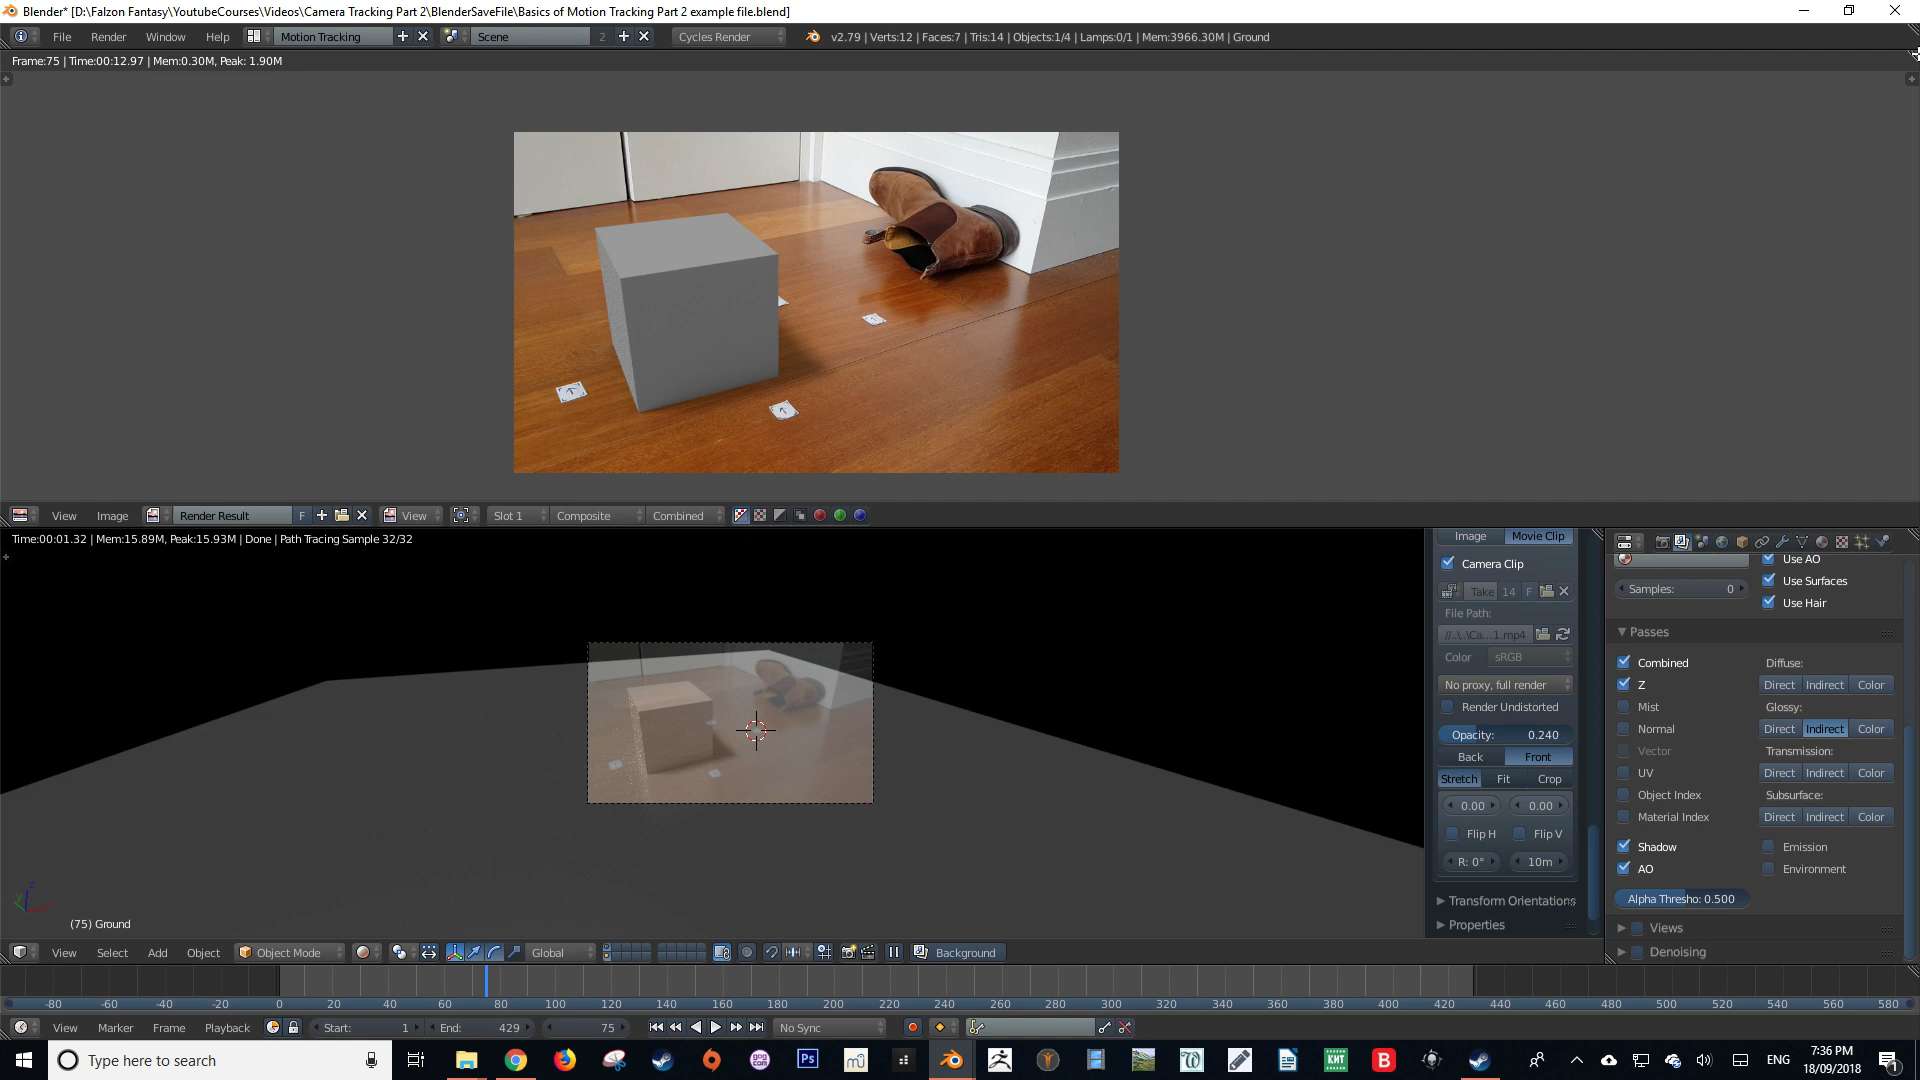 Blender* [D:\Falzon Fantasy\YoutubeCourses\Videos\Camera Tracking Part 2\BlenderSaveFile\Basics of Motion Tracking Part 2 example file.blend]
File Render Window Help Motion Tracking Scene 2 Cycles Render v2.79 | Verts:12 | Faces:7 | Tris:14 | Objects:1/4 | Lamps:0/1 | Mem:3966.30M | Ground
Frame:75 | Time:00:12.97 | Mem:0.30M, Peak: 1.90M
View Image Render Result F View Slot 1 Composite Combined
Time:00:01.32 | Mem:15.89M, Peak:15.93M | Done | Path Tracing Sample 32/32
Image Movie Clip
Camera Clip
Take 14 F
File Path:
//..\..\Ca...1.mp4
Color sRGB
No proxy, full render
Render Undistorted
Opacity: 0.240
Back Front
Stretch Fit Crop
0.00 0.00
Flip H Flip V
R: 0° 10m
Transform Orientations
Properties
Use AO
Samples: 0 Use Surfaces
Use Hair
Passes
Combined Diffuse:
Z Direct Indirect Color
Mist Glossy:
Normal Direct Indirect Color
Vector Transmission:
UV Direct Indirect Color
Object Index Subsurface:
Material Index Direct Indirect Color
Shadow Emission
AO Environment
Alpha Thresho: 0.500
Views
Denoising
(75) Ground
View Select Add Object Object Mode Global Background
-80 -60 -40 -20 0 20 40 60 80 100 120 140 160 180 200 220 240 260 280 300 320 340 360 380 400 420 440 460 480 500 520 540 560 580
View Marker Frame Playback Start: 1 End: 429 75 No Sync
Type here to search Ps KMT B ENG 7:36 PM
18/09/2018 1